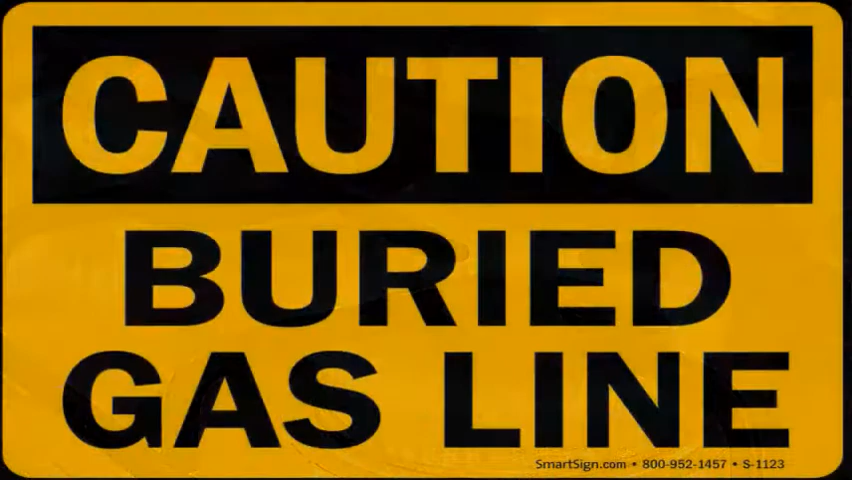 CAUTION
BURIED
GAS LINE
SmartSign.com • 800-952-1457 • S-1123